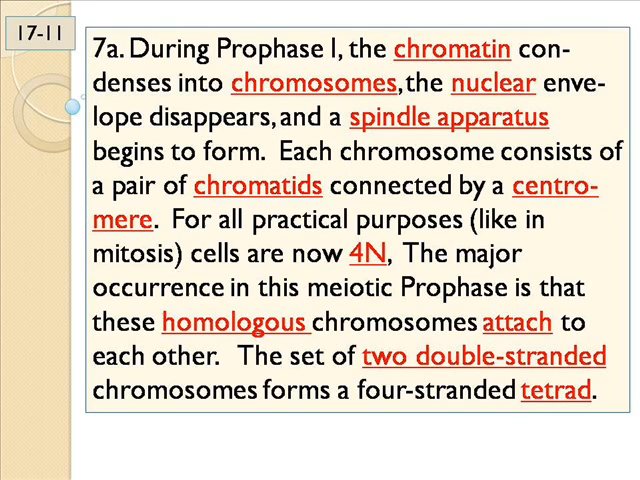 17-11
7a. During Prophase I, the chromatin con-
denses into chromosomes, the nuclear enve-
lope disappears, and a spindle apparatus
begins to form. Each chromosome consists of
a pair of chromatids connected by a centro-
mere. For all practical purposes (like in
mitosis) cells are now 4N, The major
occurrence in this meiotic Prophase is that
these homologous chromosomes attach to
each other. The set of two double-stranded
chromosomes forms a four-stranded tetrad.